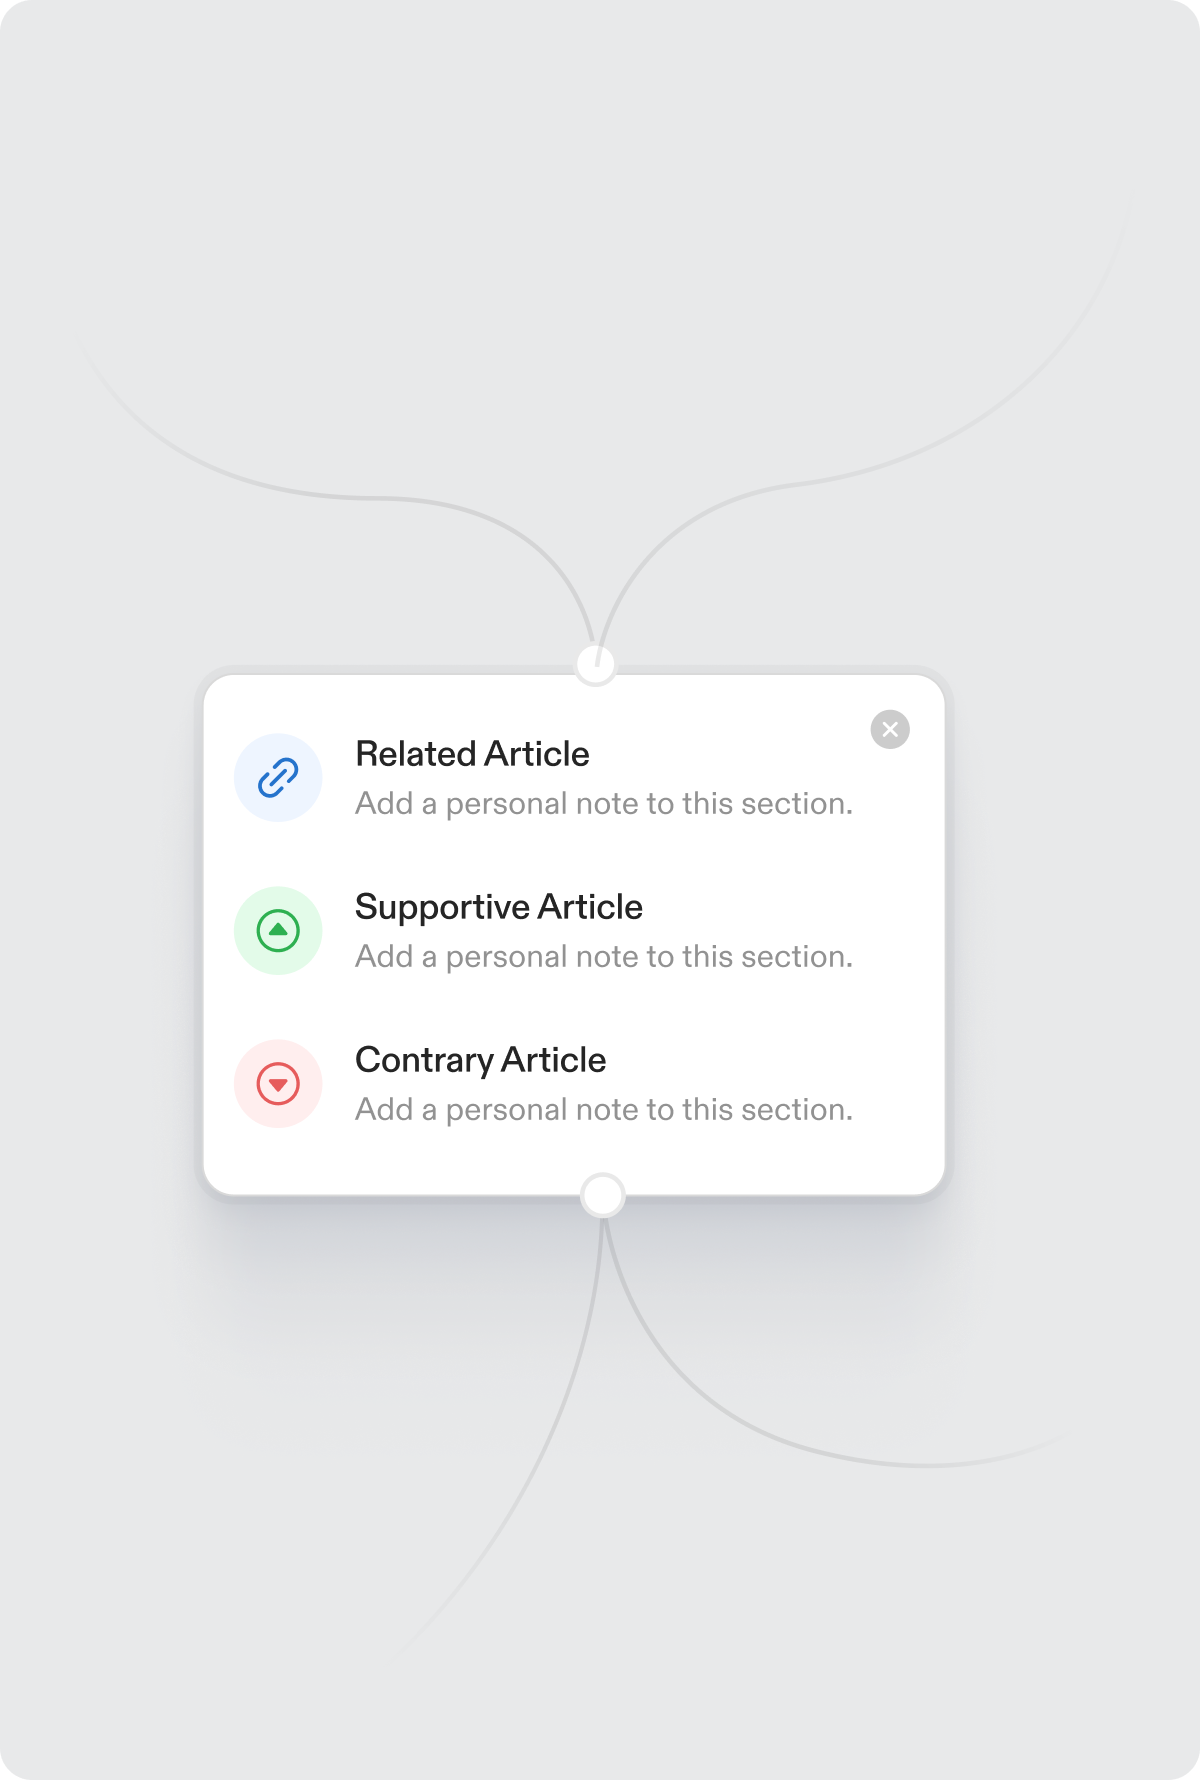 Related Article
Add a personal note to this section.
Supportive Article
Add a personal note to this section.
Contrary Article
Add a personal note to this section.